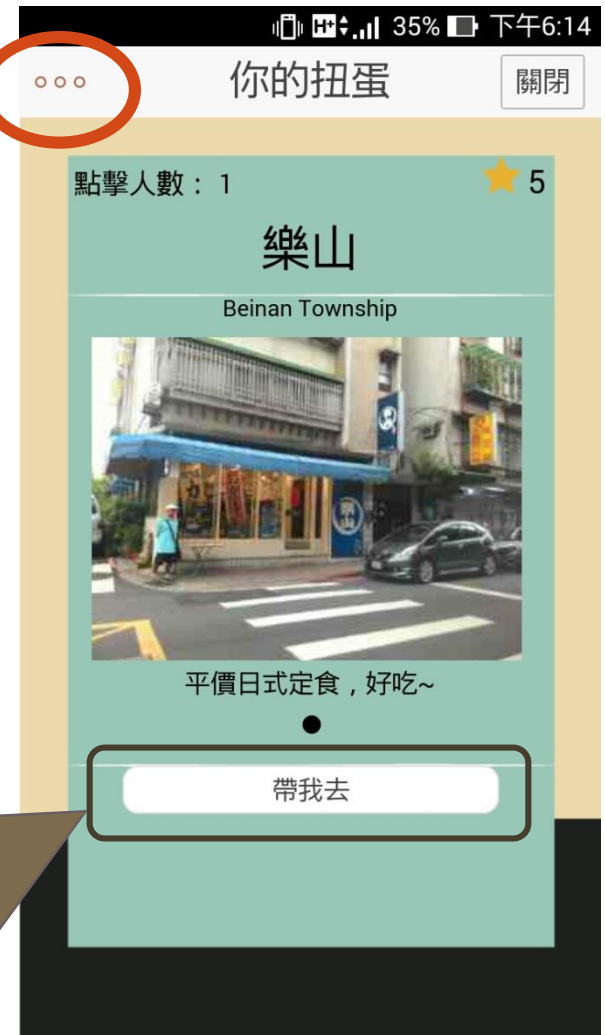 H+ 35% 下午6:14
你的扭蛋
關閉
點擊人數： 1
5
樂山
Beinan Township
平價日式定食，好吃~
帶我去